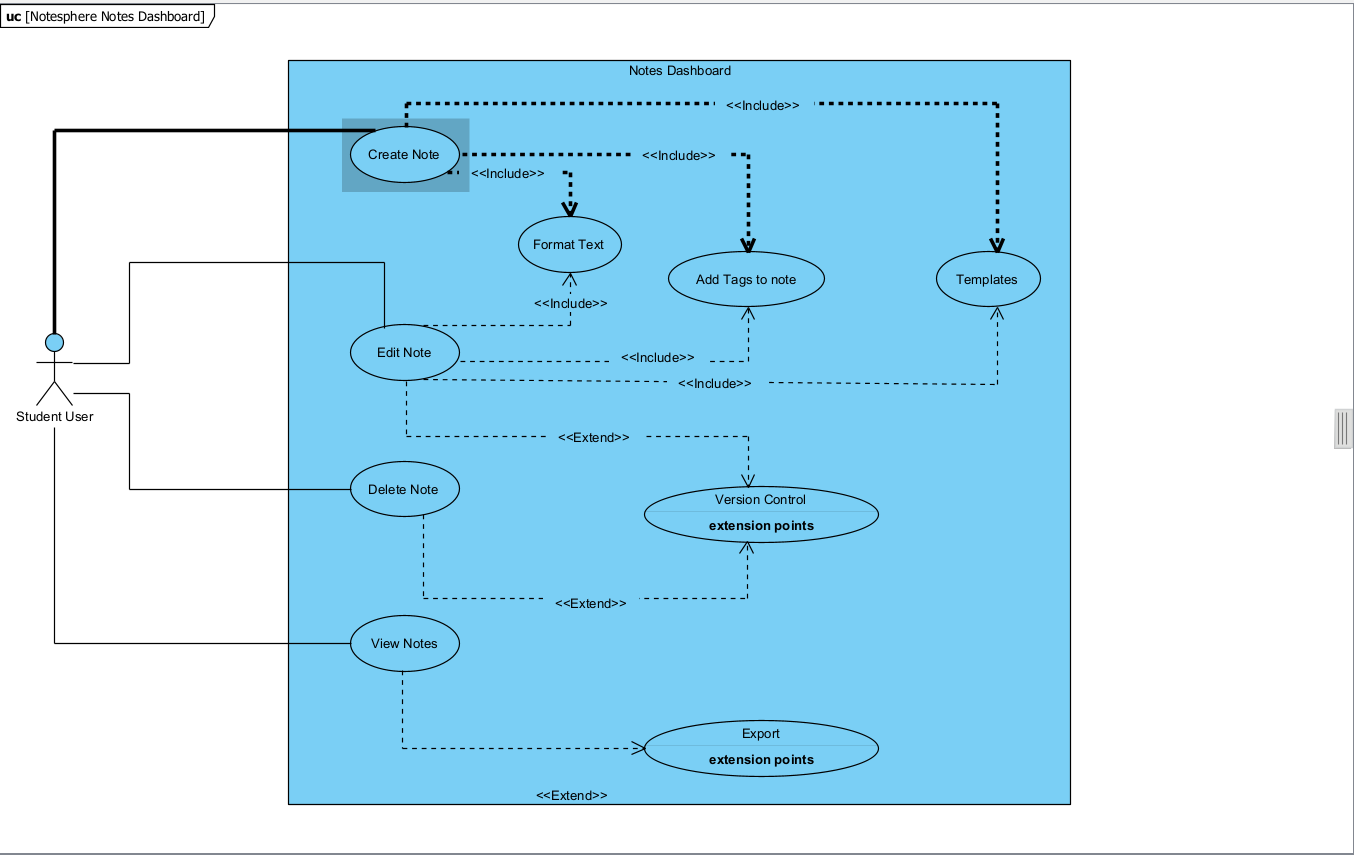 uc [Notesphere Notes Dashboard]
Notes Dashboard
<<Include>>
Create Note
<<Include>>
<<Include>>
Format Text
Add Tags to note
Templates
<<Include>>
Edit Note
<<Include>>
<<Include>>
Student User
<<Extend>>
Delete Note
Version Control
extension points
<<Extend>>
View Notes
Export
extension points
<<Extend>>